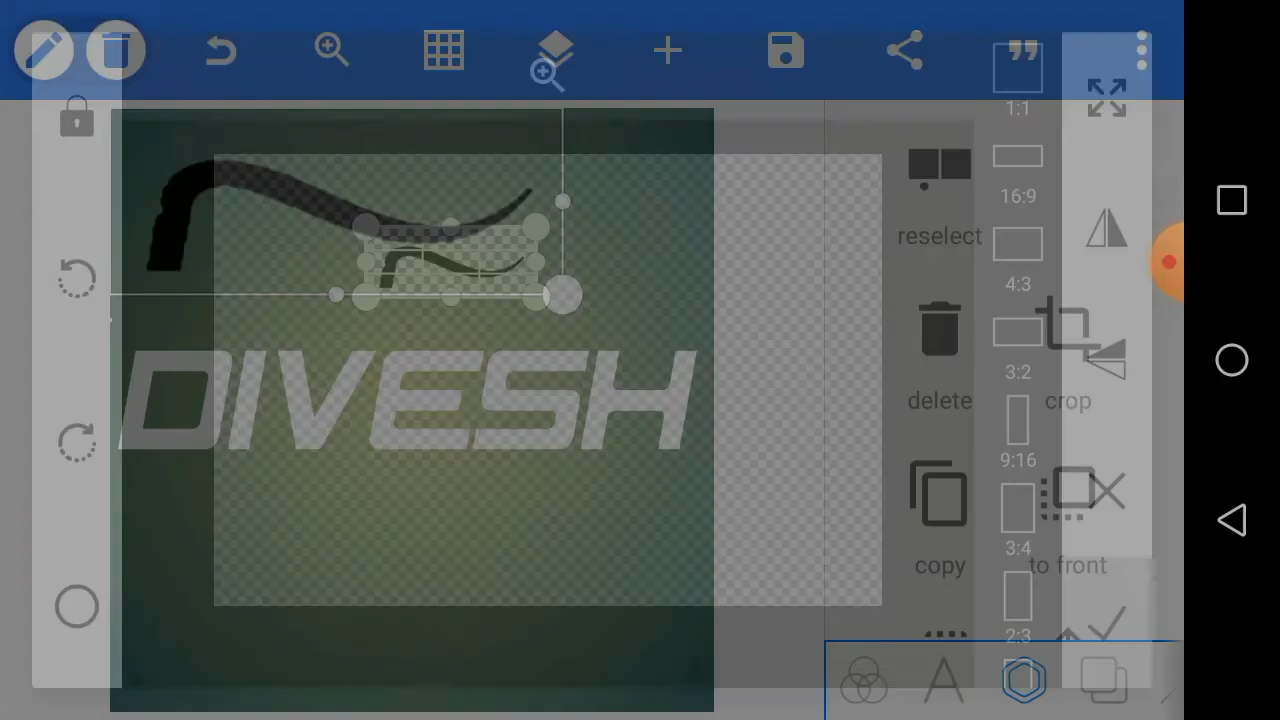 1:1
16:9
reselect
4:3
3:2
delete
crop
DIVESH
9:16
3:4
copy
to front
2:3